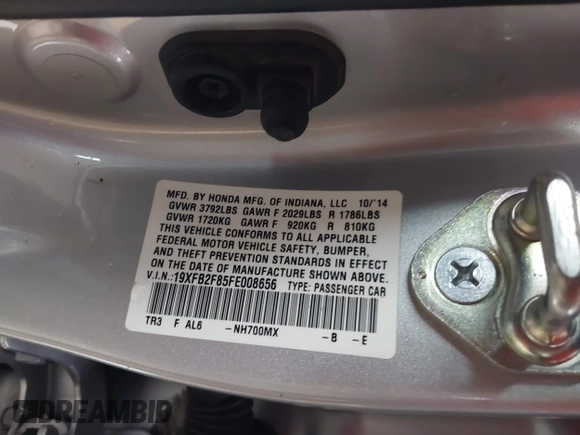 MFD. BY HONDA MFG. OF INDIANA, LLC 10/'14
GVWR 3792LBS GAWR F 2029LBS R 1786LBS
GVWR 1720KG GAWR F 920KG R 810KG
THIS VEHICLE CONFORMS TO ALL APPLICABLE
FEDERAL MOTOR VEHICLE SAFETY, BUMPER,
AND THEFT PREVENTION STANDARDS IN EFFECT
ON THE DATE OF MANUFACTURE SHOWN ABOVE.
V.I.N.:19XFB2F85FE008656 TYPE: PASSENGER CAR
TR3 F AL6 -NH700MX -B -E
DREAMBID